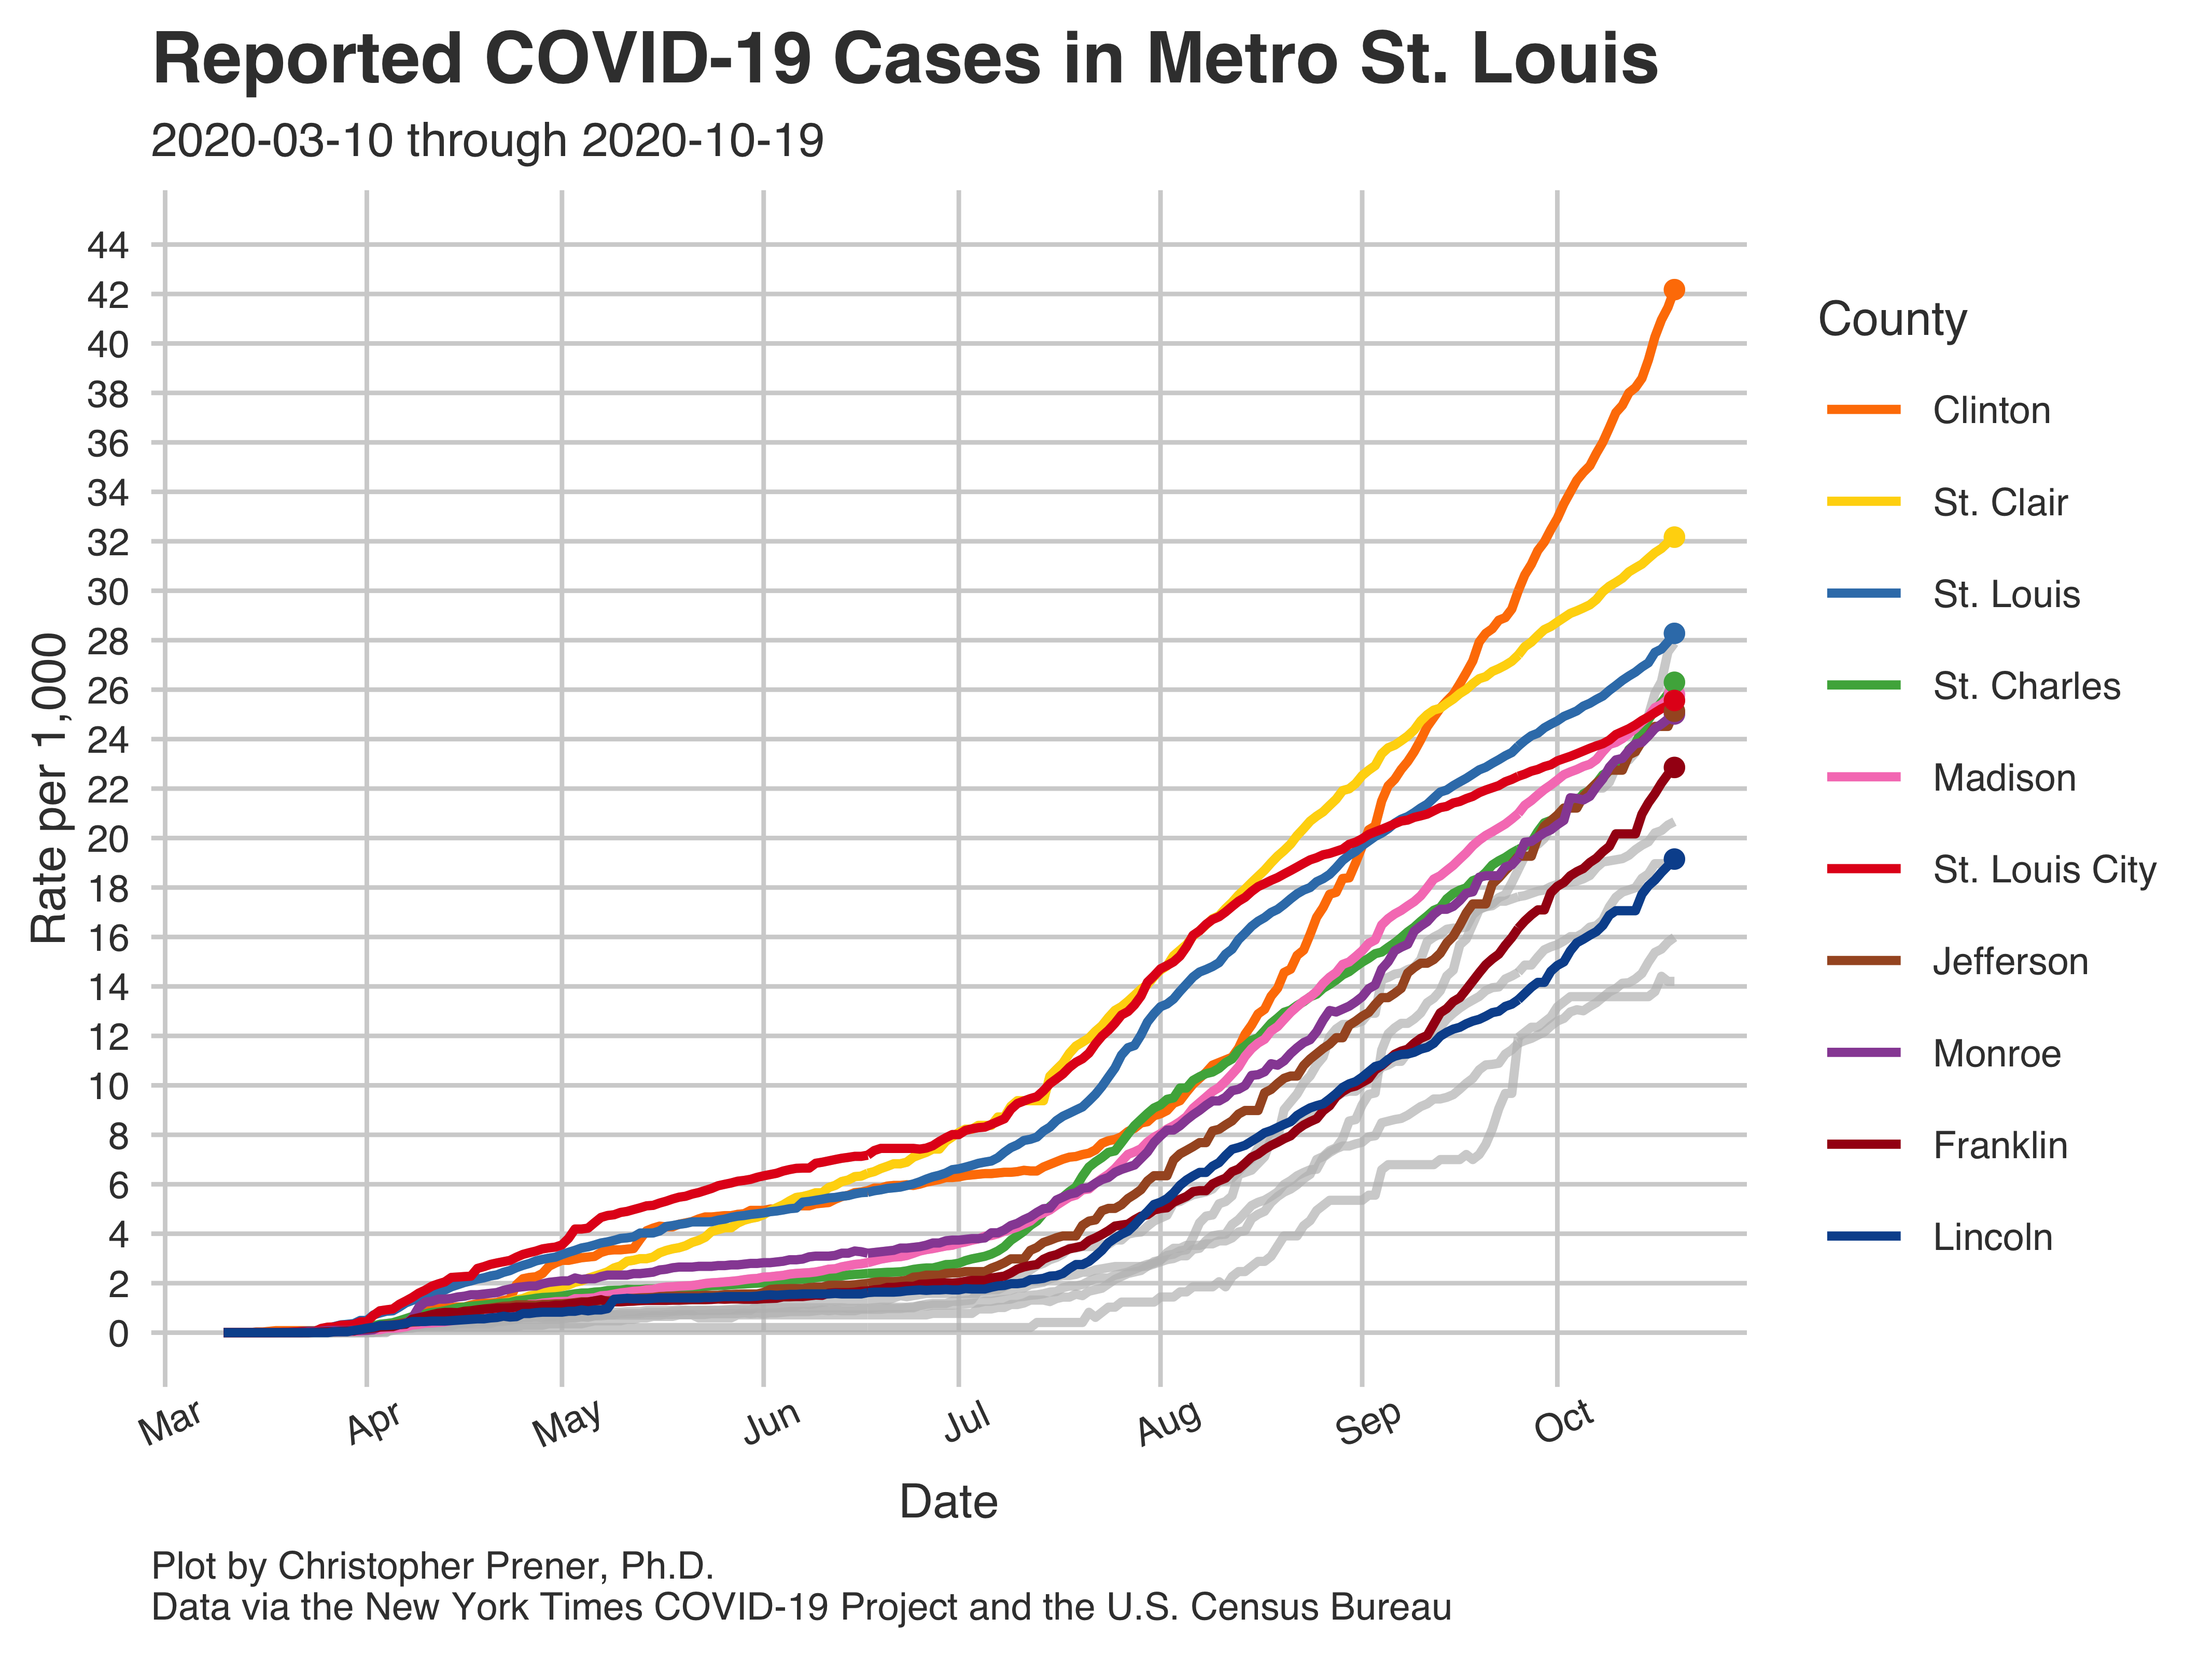 Reported COVID-19 Cases in Metro St. Louis
2020-03-10 through 2020-10-19
Rate per 1,000
44
42
40
38
36
34
32
30
28
26
24
22
20
18
16
14
12
10
8
6
4
2
0
Mar
Apr
May
Jun
Jul
Aug
Sep
Oct
Date
County
Clinton
St. Clair
St. Louis
St. Charles
Madison
St. Louis City
Jefferson
Monroe
Franklin
Lincoln
Plot by Christopher Prener, Ph.D.
Data via the New York Times COVID-19 Project and the U.S. Census Bureau